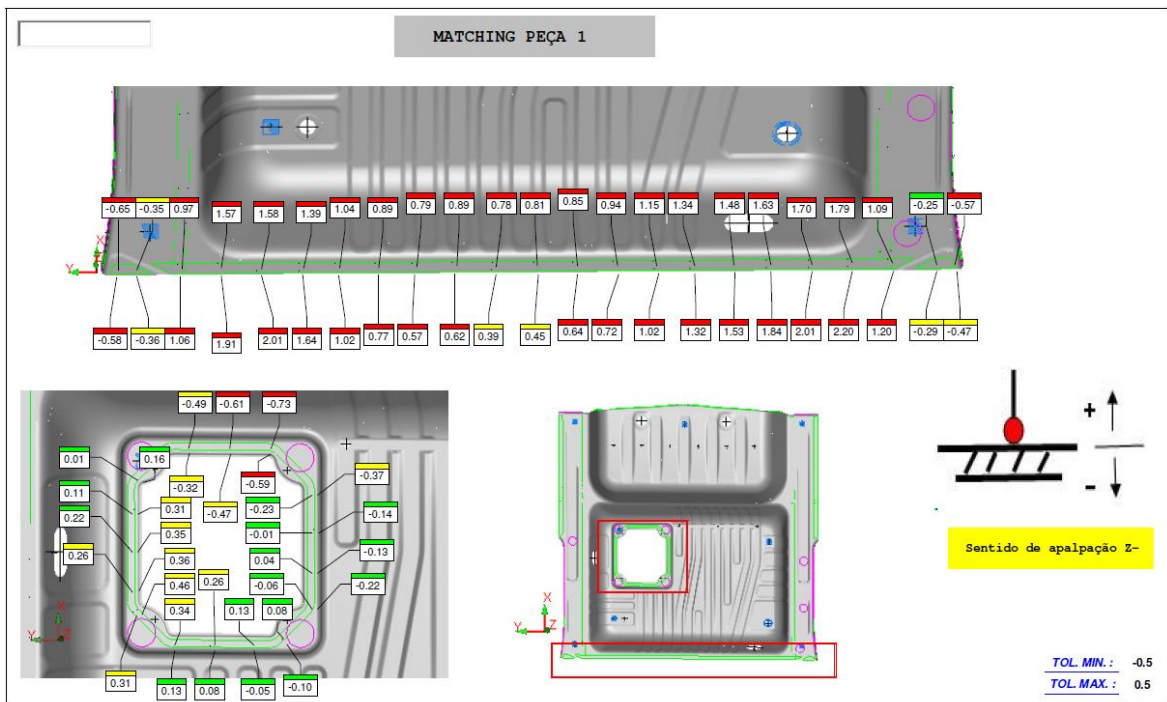 MATCHING PEÇA 1
-0.65 -0.35 0.97 1.57 1.58 1.39 1.04 0.89 0.79 0.89 0.78 0.81 0.85 0.94 1.15 1.34 1.48 1.63 1.70 1.79 1.09 -0.25 -0.57
X
Y Z
-0.58 -0.36 1.06 1.91 2.01 1.64 1.02 0.77 0.57 0.62 0.39 0.45 0.64 0.72 1.02 1.32 1.53 1.84 2.01 2.20 1.20 -0.29 -0.47
-0.49 -0.61 -0.73
0.01 0.16 -0.32 -0.59 -0.37
0.11 0.31 -0.47 -0.23 -0.14
0.22 0.35 -0.01
0.26 0.36 0.04 -0.13
0.46 0.26 -0.06 -0.22
0.34 0.13 0.08
X
Y Z
0.31 0.13 0.08 -0.05 -0.10
X
Y Z
+
-
Sentido de apalpação Z-
TOL. MIN. : -0.5
TOL. MAX. : 0.5